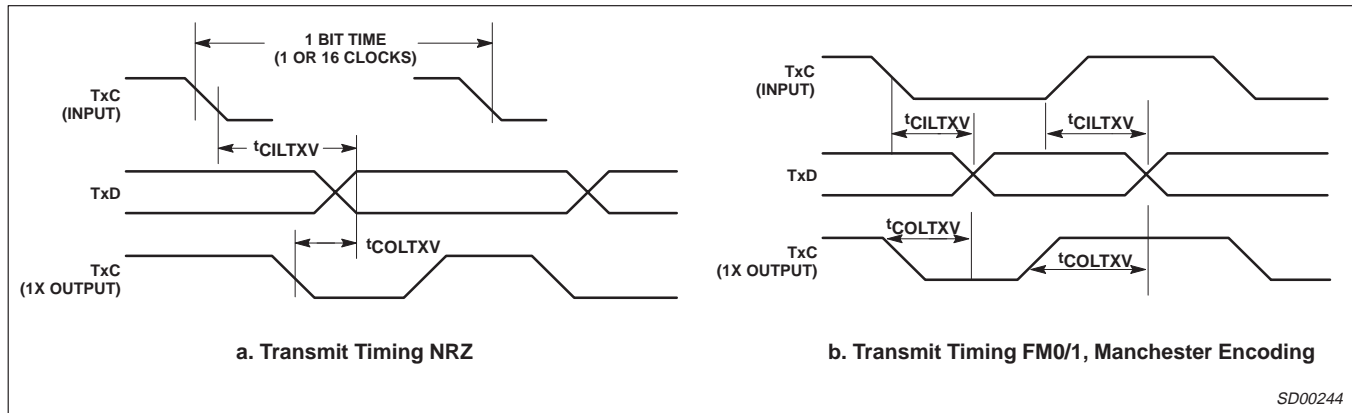 1 BIT TIME
(1 OR 16 CLOCKS)
TxC
(INPUT)
tCILTXV
TxD
tCOLTXV
TxC
(1X OUTPUT)
a. Transmit Timing NRZ
TxC
(INPUT)
tCILTXV
tCILTXV
TxD
tCOLTXV
tCOLTXV
TxC
(1X OUTPUT)
b. Transmit Timing FM0/1, Manchester Encoding
SD00244